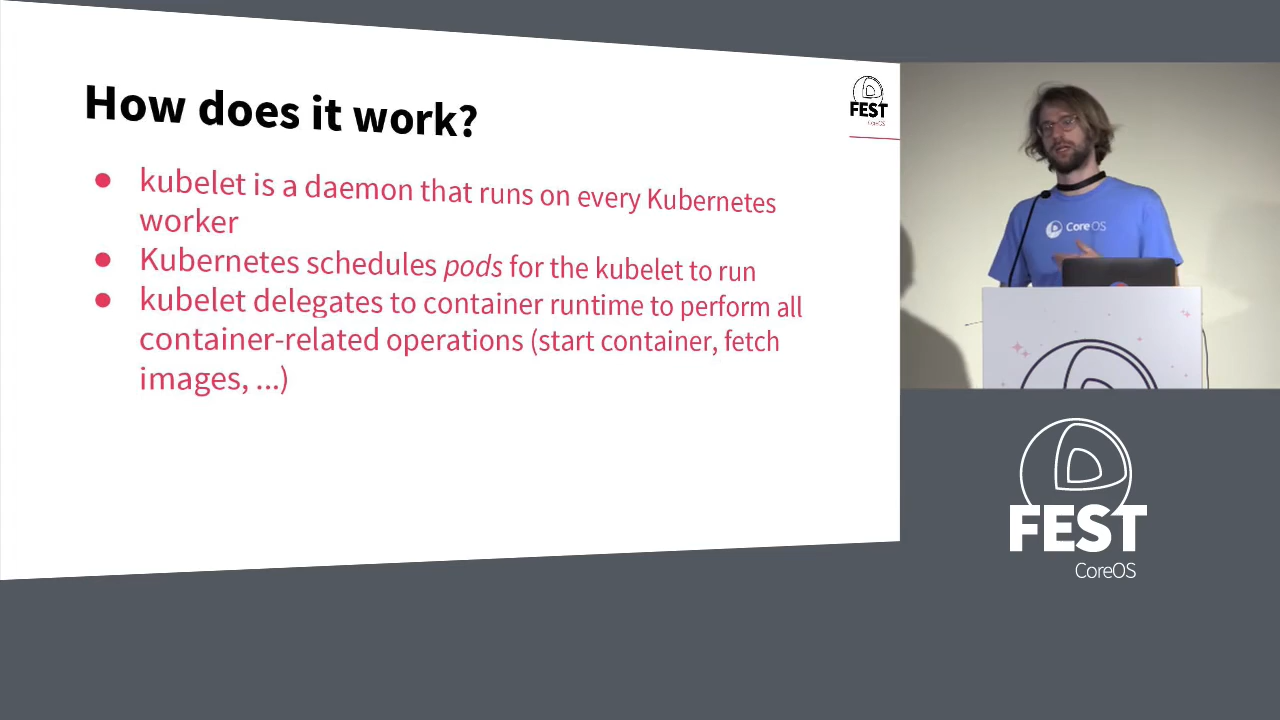 How does it work?
FEST
CoreOS
● kubelet is a daemon that runs on every Kubernetes
worker
● Kubernetes schedules pods for the kubelet to run
● kubelet delegates to container runtime to perform all
container-related operations (start container, fetch
images, ...)
CoreOS
FEST
CoreOS